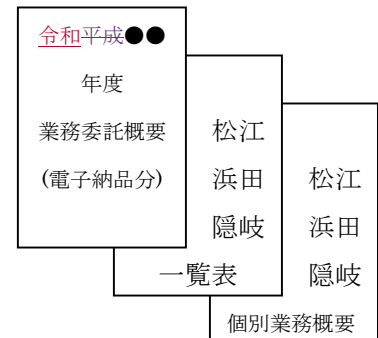 令和平成●●
年度
業務委託概要
(電子納品分)
松江
浜田
隠岐
一覧表
松江
浜田
隠岐
個別業務概要